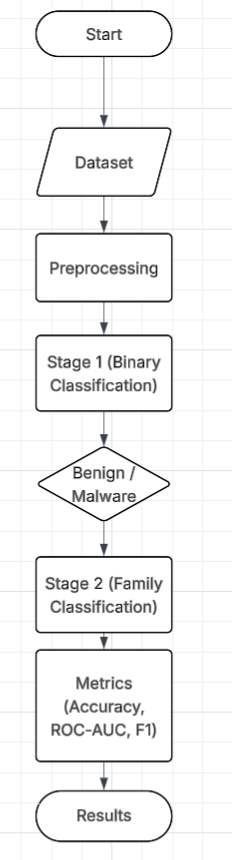 Start
Dataset
Preprocessing
Stage 1 (Binary
Classification)
Benign /
Malware
Stage 2 (Family
Classification)
Metrics
(Accuracy,
ROC-AUC, F1)
Results